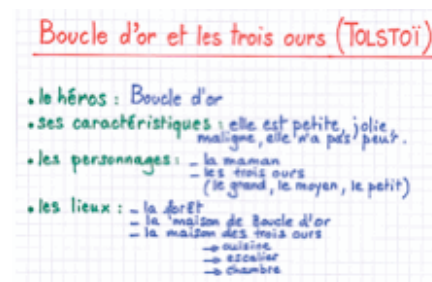 Boucle d'or et les trois ours (TOLSTOÏ)
• le héros : Boucle d'or
• ses caractéristiques : elle est petite, jolie,
maligne, elle n'a pas peur.
• les personnages : - la maman
- les trois ours
(le grand, le moyen, le petit)
• les lieux : - la forêt
- la maison de Boucle d'or
- la maison des trois ours
→ cuisine
→ escalier
→ chambre